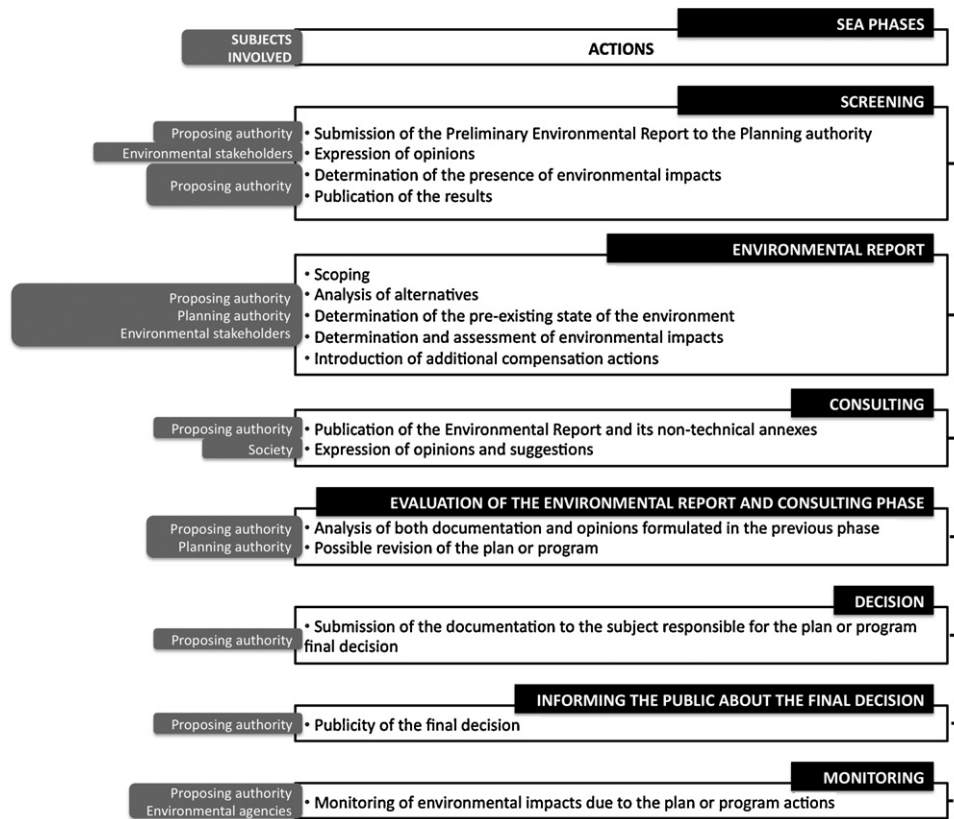 SEA PHASES
SUBJECTS
INVOLVED
ACTIONS
SCREENING
Proposing authority
• Submission of the Preliminary Environmental Report to the Planning authority
Environmental stakeholders
• Expression of opinions
Proposing authority
• Determination of the presence of environmental impacts
• Publication of the results
ENVIRONMENTAL REPORT
Proposing authority
Planning authority
Environmental stakeholders
• Scoping
• Analysis of alternatives
• Determination of the pre-existing state of the environment
• Determination and assessment of environmental impacts
• Introduction of additional compensation actions
CONSULTING
Proposing authority
• Publication of the Environmental Report and its non-technical annexes
Society
• Expression of opinions and suggestions
EVALUATION OF THE ENVIRONMENTAL REPORT AND CONSULTING PHASE
Proposing authority
Planning authority
• Analysis of both documentation and opinions formulated in the previous phase
• Possible revision of the plan or program
DECISION
Proposing authority
• Submission of the documentation to the subject responsible for the plan or program
final decision
INFORMING THE PUBLIC ABOUT THE FINAL DECISION
Proposing authority
• Publicity of the final decision
MONITORING
Proposing authority
Environmental agencies
• Monitoring of environmental impacts due to the plan or program actions